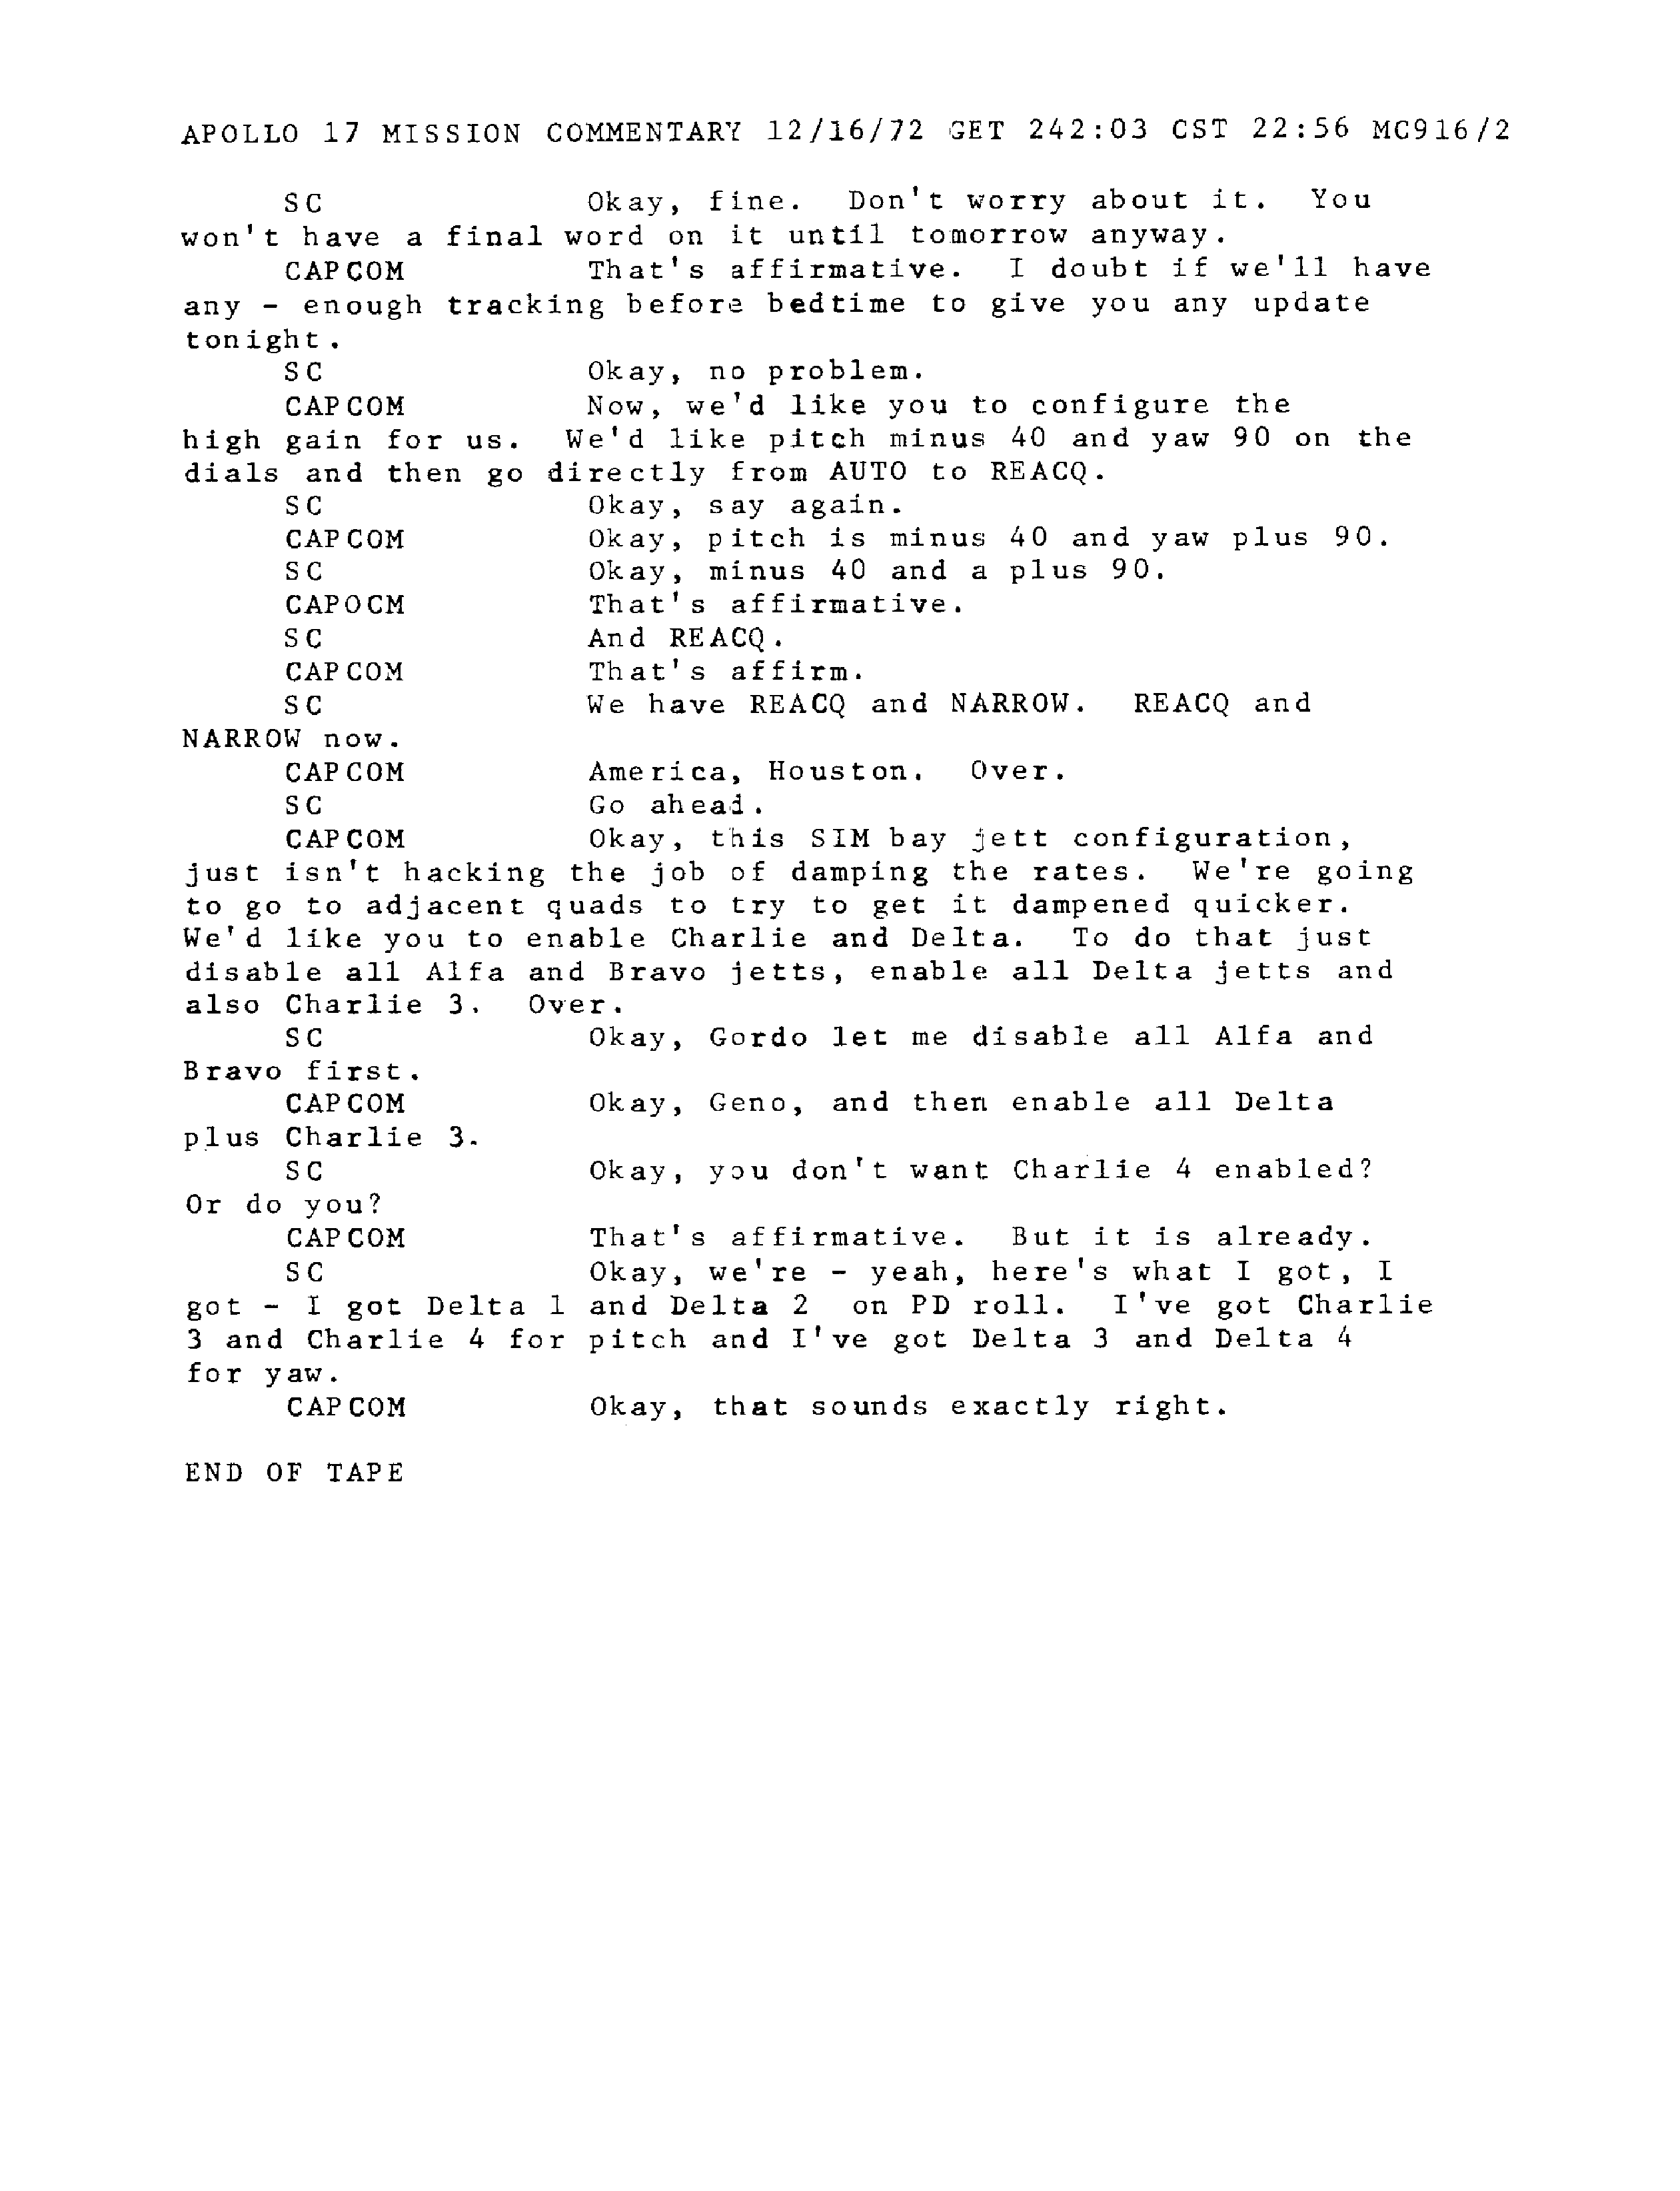 APOLLO 17 MISSION COMMENTARY 12/16/72 GET 242:03 CST 22:56 MC916/2
SC Okay, fine. Don't worry about it. You
won't have a final word on it until tomorrow anyway.
CAPCOM That's affirmative. I doubt if we'll have
any - enough tracking before bedtime to give you any update
tonight.
SC Okay, no problem.
CAPCOM Now, we'd like you to configure the
high gain for us. We'd like pitch minus 40 and yaw 90 on the
dials and then go directly from AUTO to REACQ.
SC Okay, say again.
CAPCOM Okay, pitch is minus 40 and yaw plus 90.
SC Okay, minus 40 and a plus 90.
CAPOCM That's affirmative.
SC And REACQ.
CAPCOM That's affirm.
SC We have REACQ and NARROW. REACQ and
NARROW now.
CAPCOM America, Houston. Over.
SC Go ahead.
CAPCOM Okay, this SIM bay jett configuration,
just isn't hacking the job of damping the rates. We're going
to go to adjacent quads to try to get it dampened quicker.
We'd like you to enable Charlie and Delta. To do that just
disable all Alfa and Bravo jetts, enable all Delta jetts and
also Charlie 3. Over.
SC Okay, Gordo let me disable all Alfa and
Bravo first.
CAPCOM Okay, Geno, and then enable all Delta
plus Charlie 3.
SC Okay, you don't want Charlie 4 enabled?
Or do you?
CAPCOM That's affirmative. But it is already.
SC Okay, we're - yeah, here's what I got, I
got - I got Delta 1 and Delta 2 on PD roll. I've got Charlie
3 and Charlie 4 for pitch and I've got Delta 3 and Delta 4
for yaw.
CAPCOM Okay, that sounds exactly right.
END OF TAPE